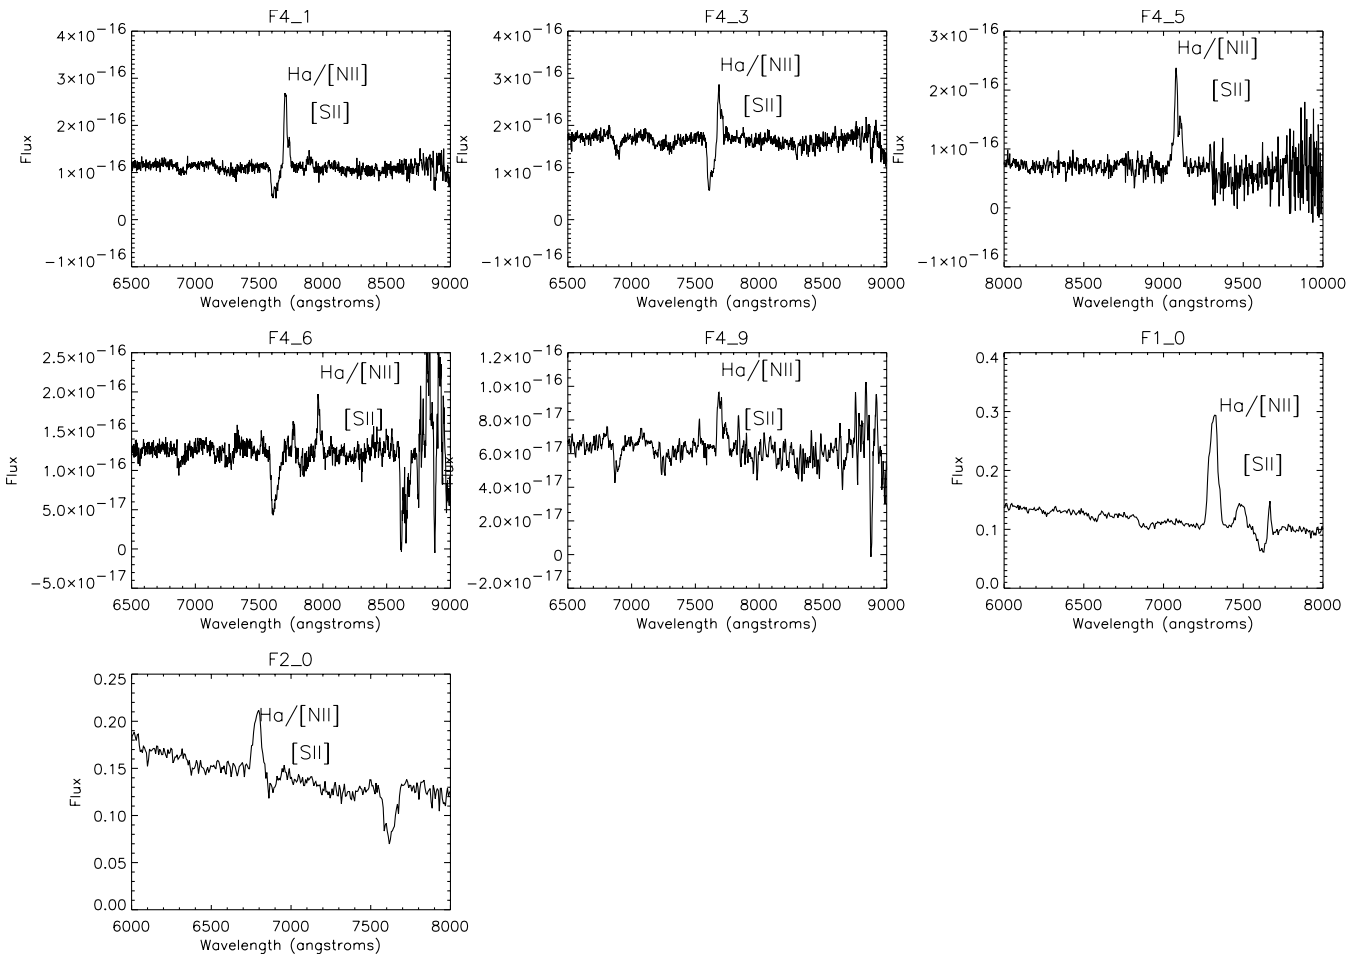 F4_1
4×10−16
3×10−16
2×10−16
1×10−16
0
−1×10−16
Flux
Ha/[NII]
[SII]
6500 7000 7500 8000 8500 9000
Wavelength (angstroms)
F4_3
4×10−16
3×10−16
2×10−16
1×10−16
0
−1×10−16
Flux
Ha/[NII]
[SII]
6500 7000 7500 8000 8500 9000
Wavelength (angstroms)
F4_5
3×10−16
2×10−16
1×10−16
0
−1×10−16
Flux
Ha/[NII]
[SII]
8000 8500 9000 9500 10000
Wavelength (angstroms)
F4_6
2.5×10−16
2.0×10−16
1.5×10−16
1.0×10−16
5.0×10−17
0
−5.0×10−17
Flux
Ha/[NII]
[SII]
6500 7000 7500 8000 8500 9000
Wavelength (angstroms)
F4_9
1.2×10−16
1.0×10−16
8.0×10−17
6.0×10−17
4.0×10−17
2.0×10−17
0
−2.0×10−17
Flux
Ha/[NII]
[SII]
6500 7000 7500 8000 8500 9000
Wavelength (angstroms)
F1_0
0.4
0.3
0.2
0.1
0.0
Flux
Ha/[NII]
[SII]
6000 6500 7000 7500 8000
Wavelength (angstroms)
F2_0
0.25
0.20
0.15
0.10
0.05
0.00
Flux
Ha/[NII]
[SII]
6000 6500 7000 7500 8000
Wavelength (angstroms)